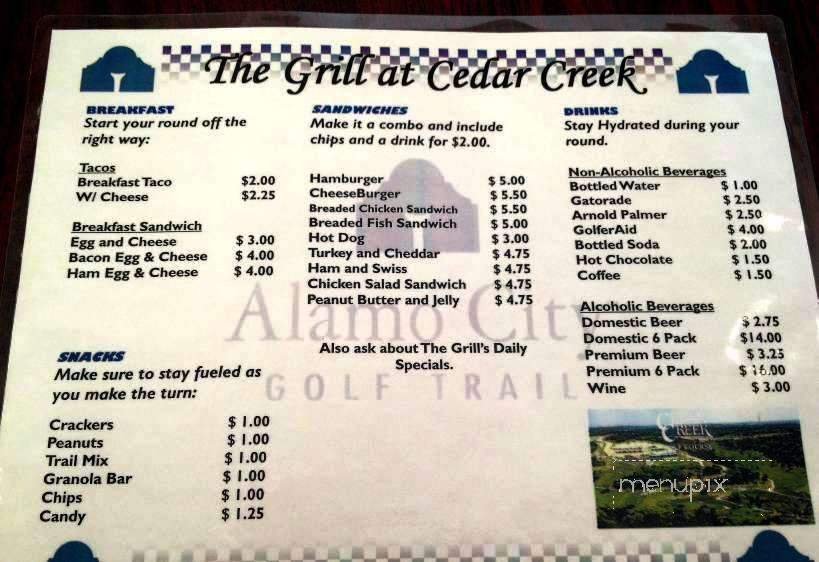 The Grill at Cedar Creek
BREAKFAST
Start your round off the
right way:
Tacos
Breakfast Taco $2.00
W/ Cheese $2.25
Breakfast Sandwich
Egg and Cheese $ 3.00
Bacon Egg & Cheese $ 4.00
Ham Egg & Cheese $ 4.00
SNACKS
Make sure to stay fueled as
you make the turn:
Crackers $ 1.00
Peanuts $ 1.00
Trail Mix $ 1.00
Granola Bar $ 1.00
Chips $ 1.00
Candy $ 1.25
SANDWICHES
Make it a combo and include
chips and a drink for $2.00.
Hamburger $ 5.00
CheeseBurger $ 5.50
Breaded Chicken Sandwich $ 5.50
Breaded Fish Sandwich $ 5.00
Hot Dog $ 3.00
Turkey and Cheddar $ 4.75
Ham and Swiss $ 4.75
Chicken Salad Sandwich $ 4.75
Peanut Butter and Jelly $ 4.75
Alamo City
Also ask about The Grill's Daily
Specials.
GOLF TRAIL
DRINKS
Stay Hydrated during your
round.
Non-Alcoholic Beverages
Bottled Water $ 1.00
Gatorade $ 2.50
Arnold Palmer $ 2.50
GolferAid $ 4.00
Bottled Soda $ 2.00
Hot Chocolate $ 1.50
Coffee $ 1.50
Alcoholic Beverages
Domestic Beer $ 2.75
Domestic 6 Pack $14.00
Premium Beer $ 3.25
Premium 6 Pack $ 16.00
Wine $ 3.00
CREEK
menupix